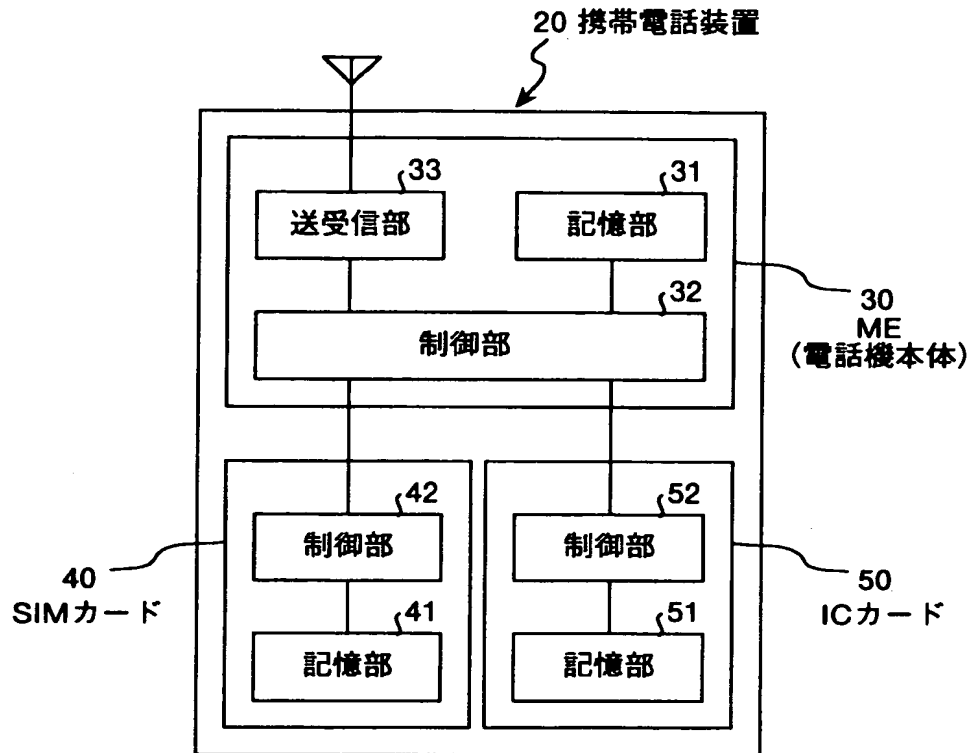 20 携帯電話装置
33
31
送受信部
記憶部
32
制御部
30
ME
(電話機本体)
42
52
制御部
制御部
40
SIMカード
50
ICカード
41
51
記憶部
記憶部